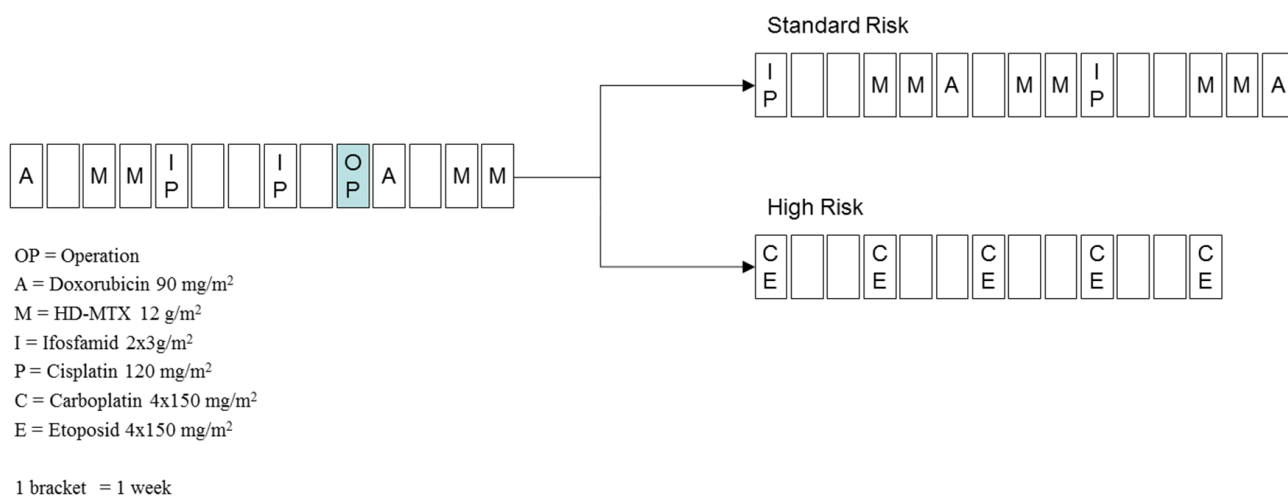 Standard Risk
I M M A M M I M M A
P P
A M M I I O A M M
P P P
High Risk
C C C C C
E E E E E
OP = Operation
A = Doxorubicin 90 mg/m²
M = HD-MTX 12 g/m²
I = Ifosfamid 2x3g/m²
P = Cisplatin 120 mg/m²
C = Carboplatin 4x150 mg/m²
E = Etoposid 4x150 mg/m²
1 bracket = 1 week